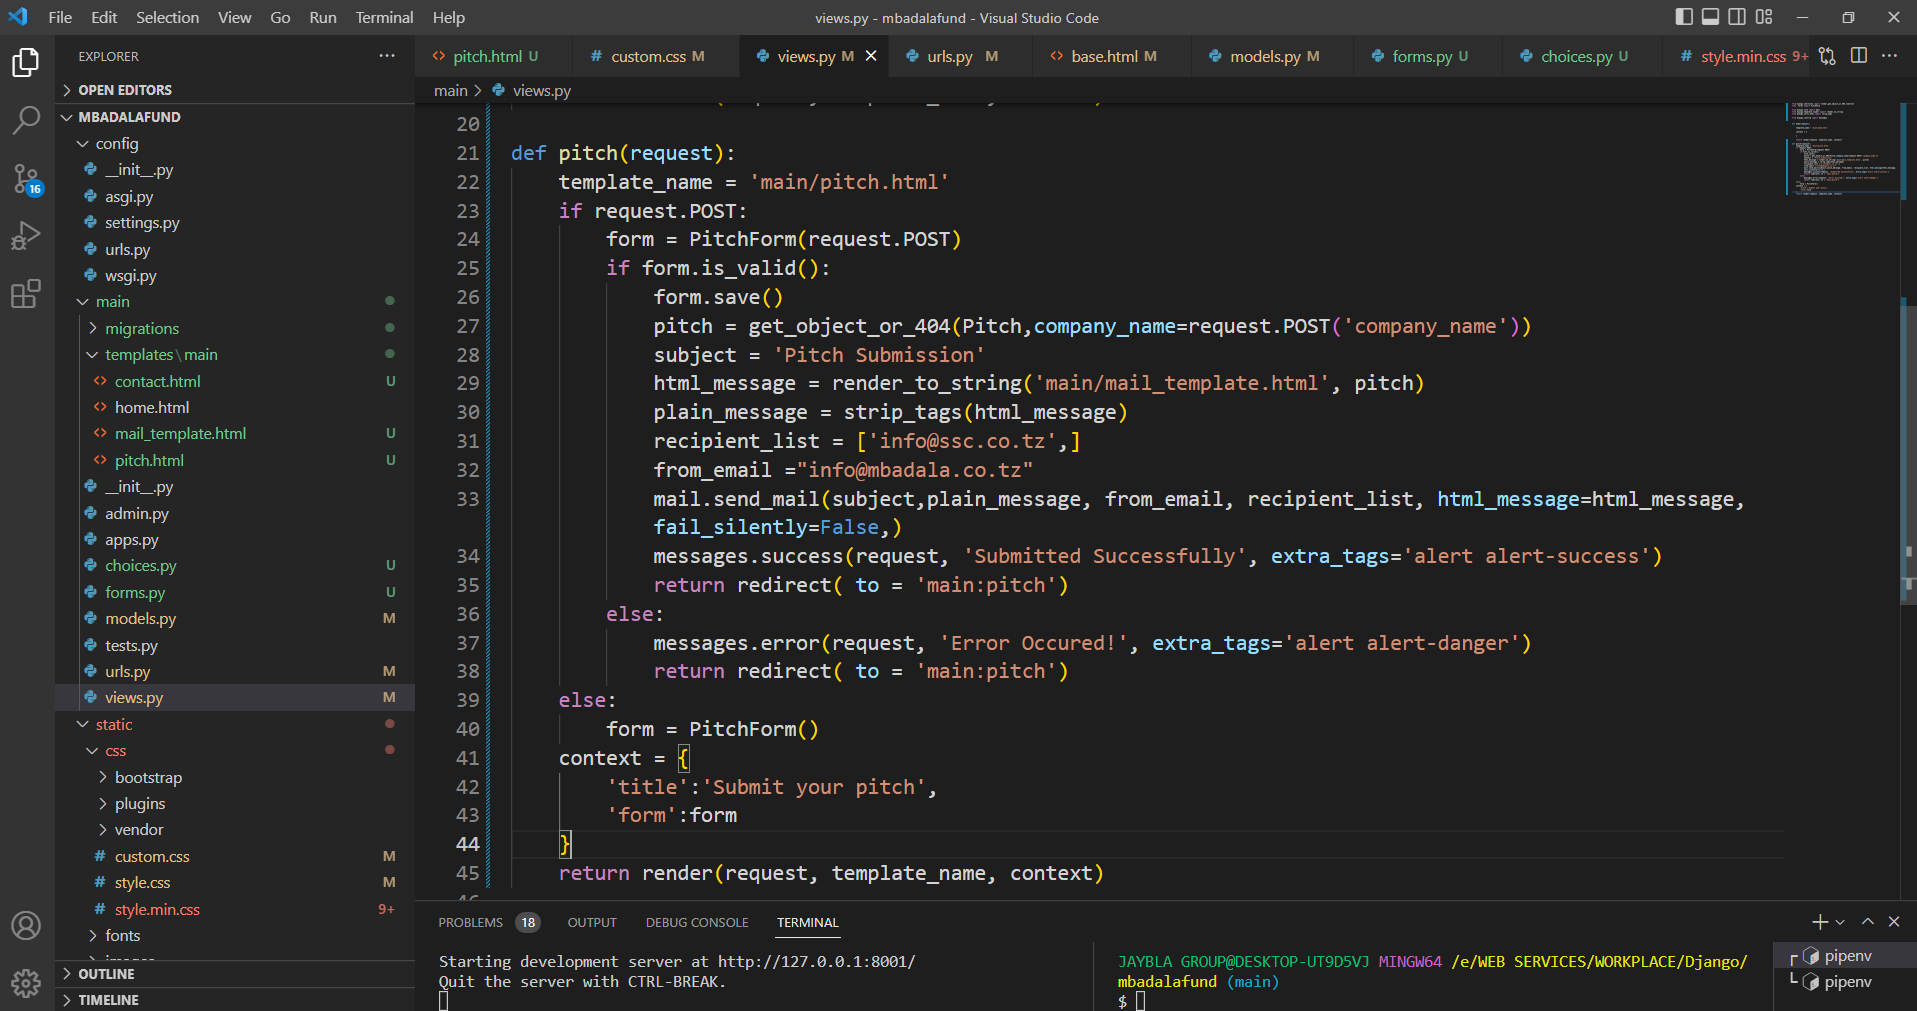 File Edit Selection View Go Run Terminal Help
views.py - mbadalafund - Visual Studio Code
EXPLORER
pitch.html U
custom.css M
views.py M
urls.py M
base.html M
models.py M
forms.py U
choices.py U
style.min.css 9+
main > views.py
OPEN EDITORS
MBADALAFUND
config
__init__.py
asgi.py
settings.py
urls.py
wsgi.py
main
migrations
templates\main
contact.html U
home.html
mail_template.html U
pitch.html U
__init__.py
admin.py
apps.py
choices.py U
forms.py U
models.py M
tests.py
urls.py M
views.py M
static
css
bootstrap
plugins
vendor
custom.css M
style.css M
style.min.css 9+
fonts
OUTLINE
TIMELINE
16
20
21 def pitch(request):
22 template_name = 'main/pitch.html'
23 if request.POST:
24 form = PitchForm(request.POST)
25 if form.is_valid():
26 form.save()
27 pitch = get_object_or_404(Pitch,company_name=request.POST('company_name'))
28 subject = 'Pitch Submission'
29 html_message = render_to_string('main/mail_template.html', pitch)
30 plain_message = strip_tags(html_message)
31 recipient_list = ['info@ssc.co.tz',]
32 from_email ="info@mbadala.co.tz"
33 mail.send_mail(subject,plain_message, from_email, recipient_list, html_message=html_message,
fail_silently=False,)
34 messages.success(request, 'Submitted Successfully', extra_tags='alert alert-success')
35 return redirect( to = 'main:pitch')
36 else:
37 messages.error(request, 'Error Occured!', extra_tags='alert alert-danger')
38 return redirect( to = 'main:pitch')
39 else:
40 form = PitchForm()
41 context = {
42 'title':'Submit your pitch',
43 'form':form
44 }
45 return render(request, template_name, context)
PROBLEMS 18 OUTPUT DEBUG CONSOLE TERMINAL
Starting development server at http://127.0.0.1:8001/
Quit the server with CTRL-BREAK.
JAYBLA GROUP@DESKTOP-UT9D5VJ MINGW64 /e/WEB SERVICES/WORKPLACE/Django/
mbadalafund (main)
$
pipenv
pipenv